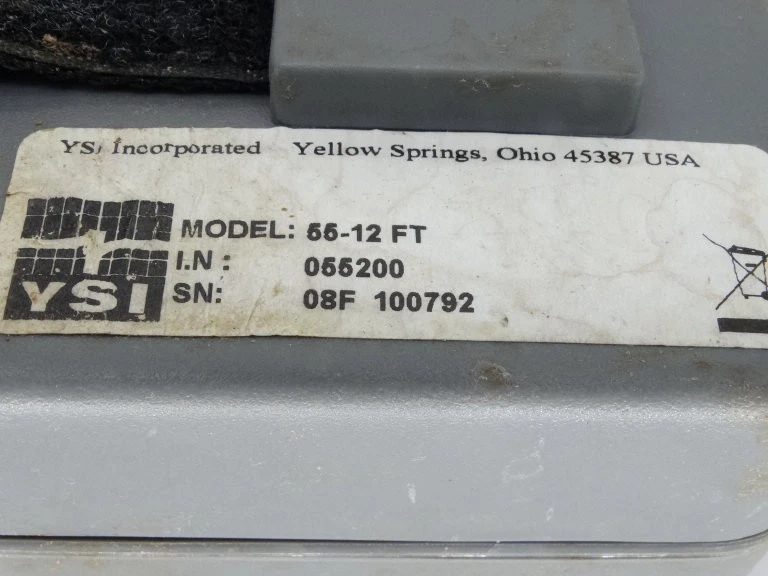 YSI Incorporated Yellow Springs, Ohio 45387 USA
MODEL: 55-12 FT
I.N : 055200
SN: 08F 100792
YSI